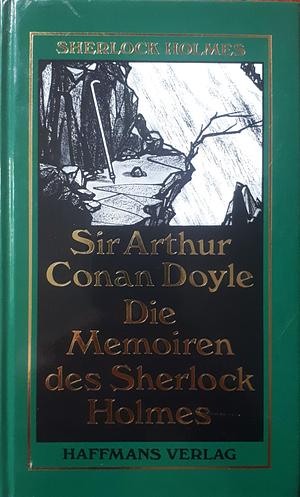 SHERLOCK HOLMES
Sir Arthur
Conan Doyle
Die
Memoiren
des Sherlock
Holmes
HAFFMANS VERLAG